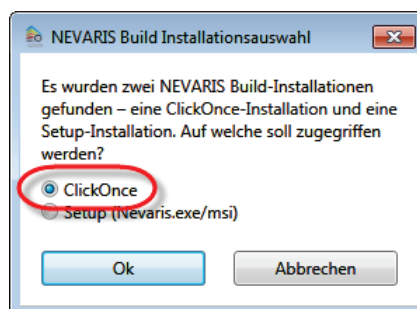 NEVARIS Build Installationsauswahl
Es wurden zwei NEVARIS Build-Installationen
gefunden – eine ClickOnce-Installation und eine
Setup-Installation. Auf welche soll zugegriffen
werden?
ClickOnce
Setup (Nevaris.exe/msi)
Ok
Abbrechen